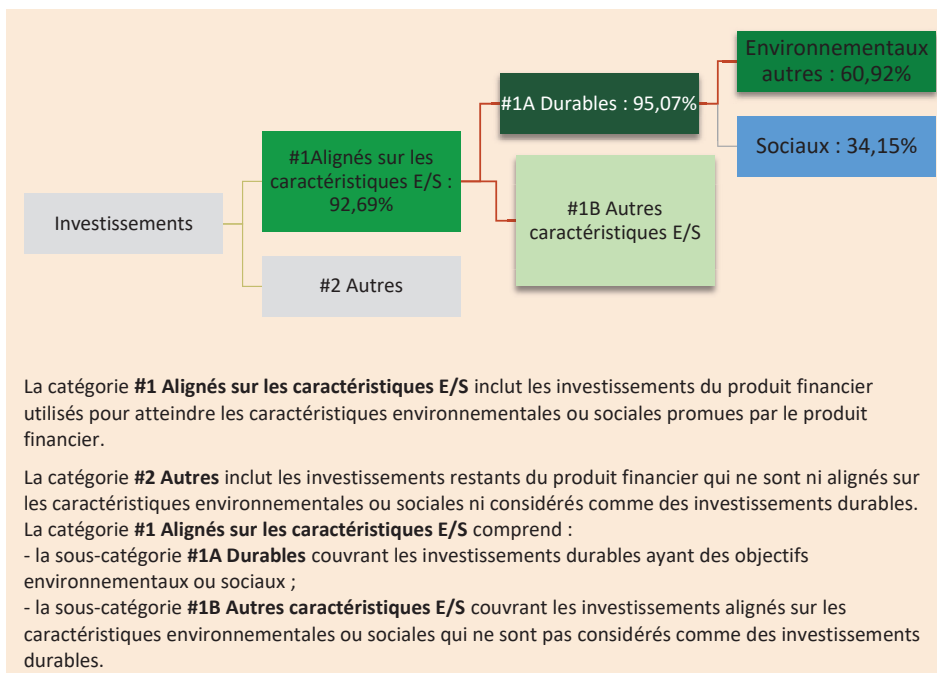 Environnementaux
autres : 60,92%
#1A Durables : 95,07%
Sociaux : 34,15%
#1Alignés sur les
caractéristiques E/S :
92,69%
#1B Autres
caractéristiques E/S
Investissements
#2 Autres
La catégorie #1 Alignés sur les caractéristiques E/S inclut les investissements du produit financier
utilisés pour atteindre les caractéristiques environnementales ou sociales promues par le produit
financier.
La catégorie #2 Autres inclut les investissements restants du produit financier qui ne sont ni alignés sur
les caractéristiques environnementales ou sociales ni considérés comme des investissements durables.
La catégorie #1 Alignés sur les caractéristiques E/S comprend :
- la sous-catégorie #1A Durables couvrant les investissements durables ayant des objectifs
environnementaux ou sociaux ;
- la sous-catégorie #1B Autres caractéristiques E/S couvrant les investissements alignés sur les
caractéristiques environnementales ou sociales qui ne sont pas considérés comme des investissements
durables.